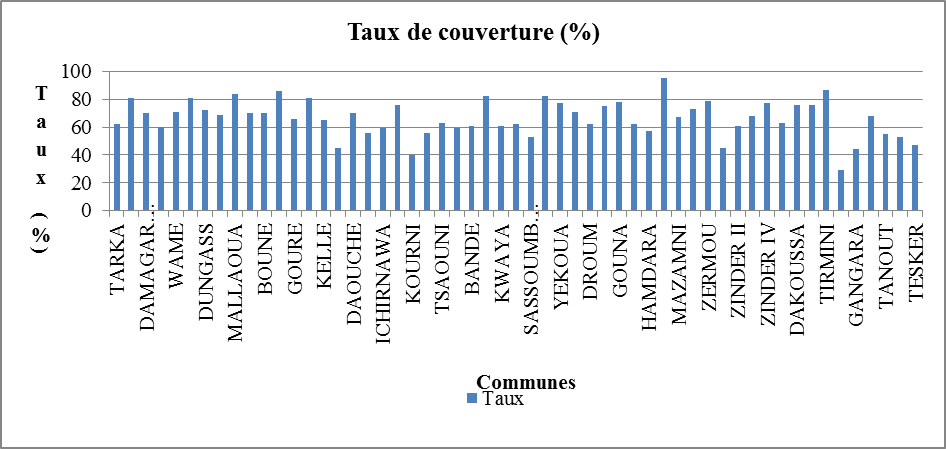 Taux de couverture (%)
Taux (%)
100
80
60
40
20
0
TARKA
DAMAGAR...
WAME
DUNGASS
MALLAOUA
BOUNE
GOURE
KELLE
DAOUCHE
ICHIRNAWA
KOURNI
TSAOUNI
BANDE
KWAYA
SASSOUMB...
YEKOUA
DROUM
GOUNA
HAMDARA
MAZAMNI
ZERMOU
ZINDER II
ZINDER IV
DAKOUSSA
TIRMINI
GANGARA
TANOUT
TESKER
Communes
Taux